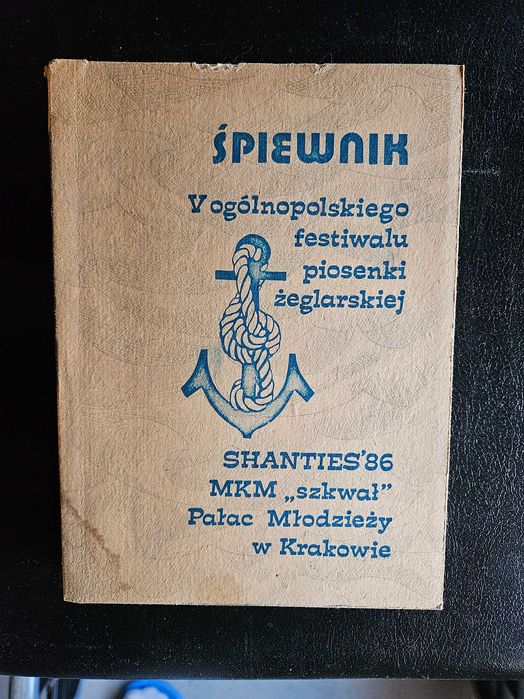 ŚPIEWNIK
V ogólnopolskiego
festiwalu
piosenki
żeglarskiej
SHANTIES'86
MKM „szkwał”
Pałac Młodzieży
w Krakowie